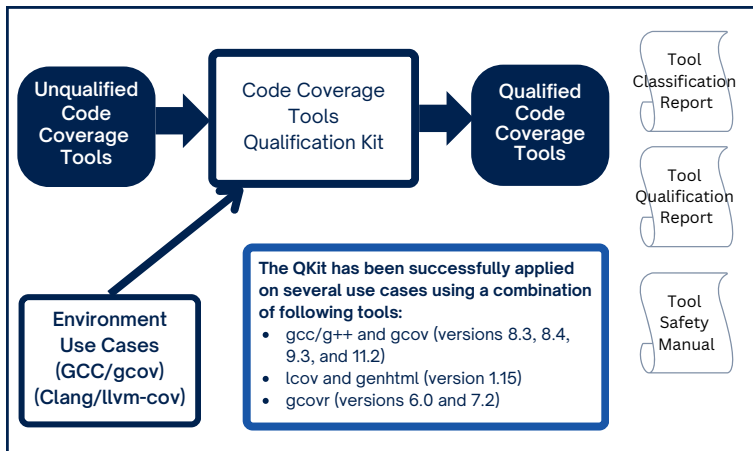 Unqualified
Code
Coverage
Tools
Code Coverage
Tools
Qualification Kit
Qualified
Code
Coverage
Tools
Tool
Classification
Report
Tool
Qualification
Report
Tool
Safety
Manual
Environment
Use Cases
(GCC/gcov)
(Clang/llvm-cov)
The QKit has been successfully applied
on several use cases using a combination
of following tools:
• gcc/g++ and gcov (versions 8.3, 8.4,
9.3, and 11.2)
• lcov and genhtml (version 1.15)
• gcovr (versions 6.0 and 7.2)